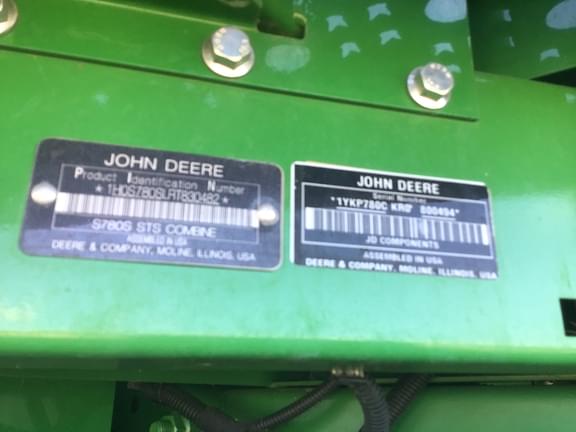 JOHN DEERE
Product Identification Number
*1H0S780SLRT830482*
S780S STS COMBINE
ASSEMBLED IN USA
DEERE & COMPANY, MOLINE, ILLINOIS, USA
JOHN DEERE
Serial Number
*1YKP780C 800494*
JD COMPONENTS
ASSEMBLED IN USA
DEERE & COMPANY, MOLINE, ILLINOIS, USA